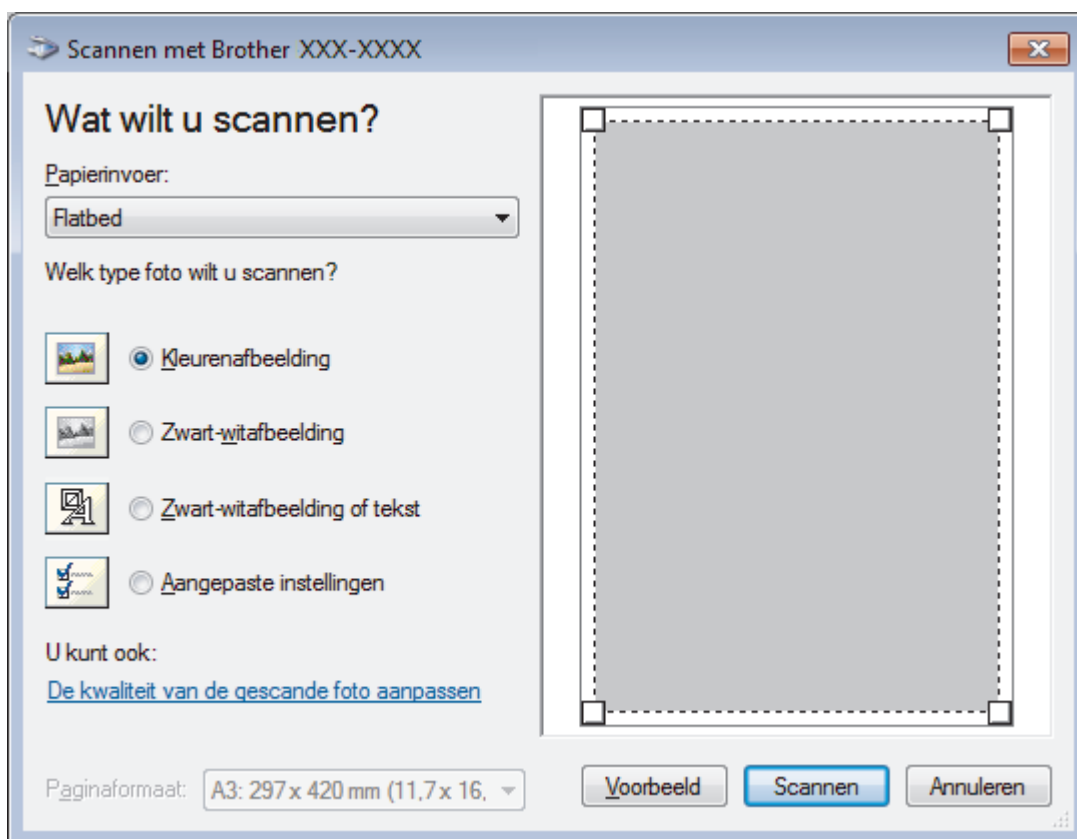 Scannen met Brother XXX-XXXX
Wat wilt u scannen?
Papierinvoer:
Flatbed
Welk type foto wilt u scannen?
Kleurenafbeelding
Zwart-witafbeelding
Zwart-witafbeelding of tekst
Aangepaste instellingen
U kunt ook:
De kwaliteit van de gescande foto aanpassen
Paginaformaat: A3: 297 x 420 mm (11,7 x 16,
Voorbeeld Scannen Annuleren